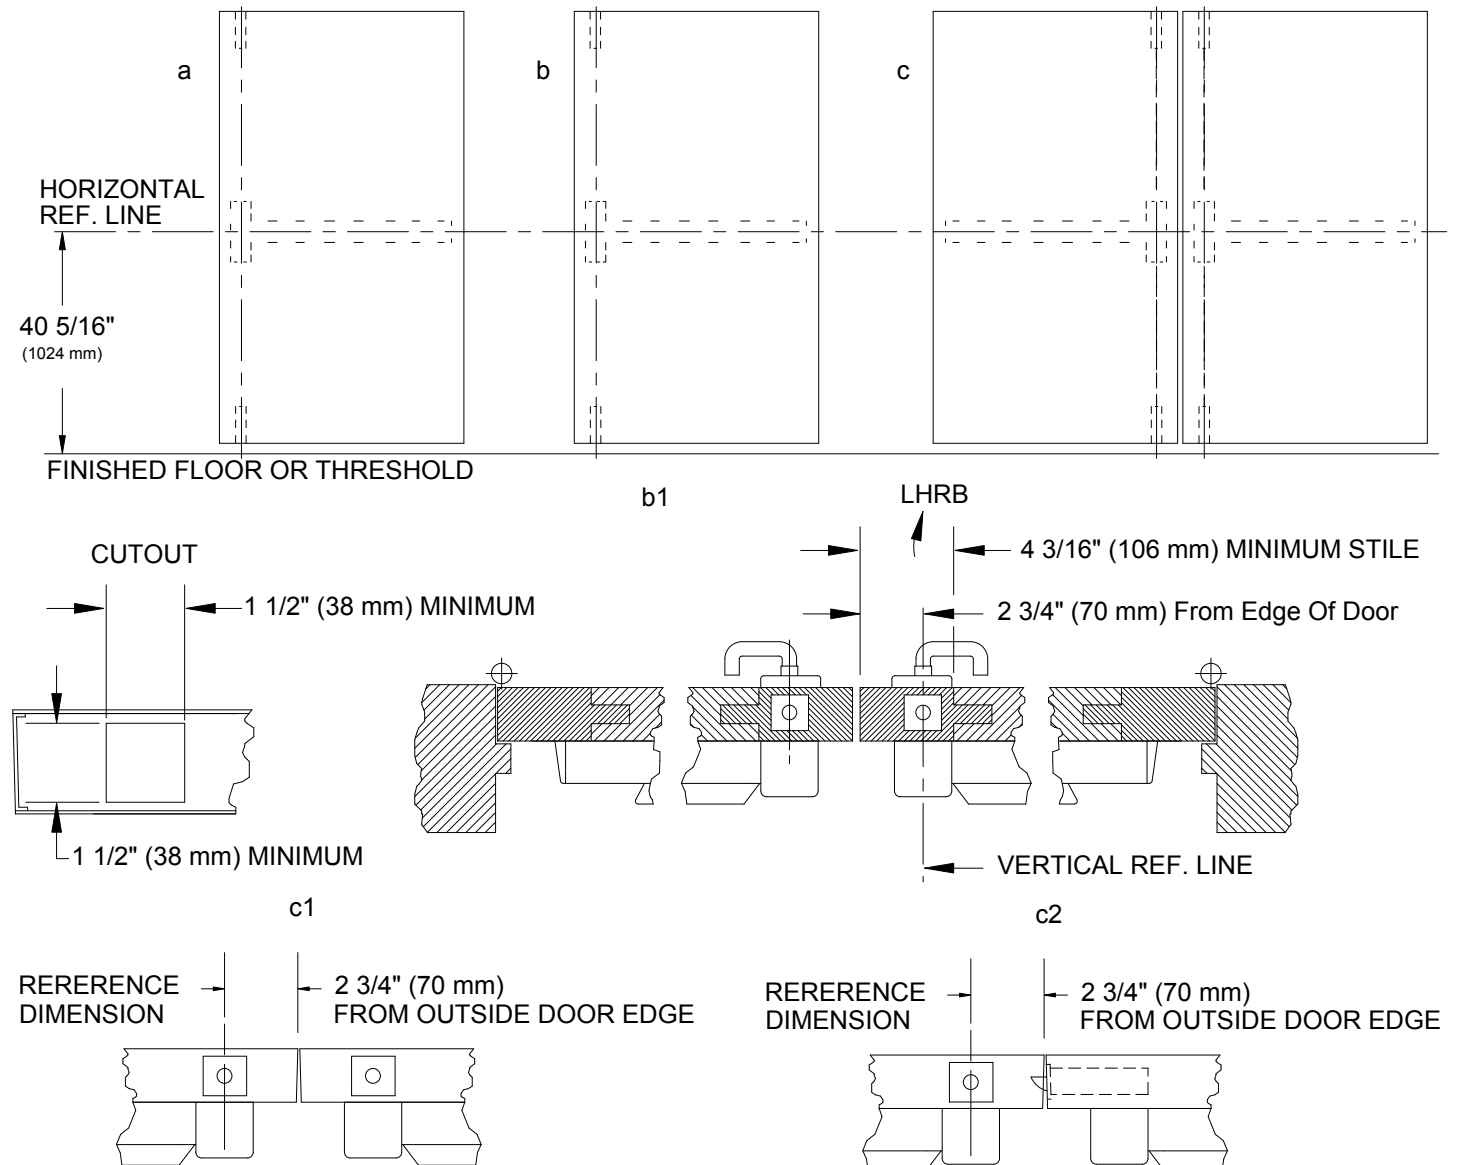 a
b
c
HORIZONTAL
REF. LINE
40 5/16"
(1024 mm)
FINISHED FLOOR OR THRESHOLD
b1
LHRB
CUTOUT
4 3/16" (106 mm) MINIMUM STILE
1 1/2" (38 mm) MINIMUM
2 3/4" (70 mm) From Edge Of Door
1 1/2" (38 mm) MINIMUM
VERTICAL REF. LINE
c1
c2
RERERENCE
DIMENSION
2 3/4" (70 mm)
FROM OUTSIDE DOOR EDGE
RERERENCE
DIMENSION
2 3/4" (70 mm)
FROM OUTSIDE DOOR EDGE